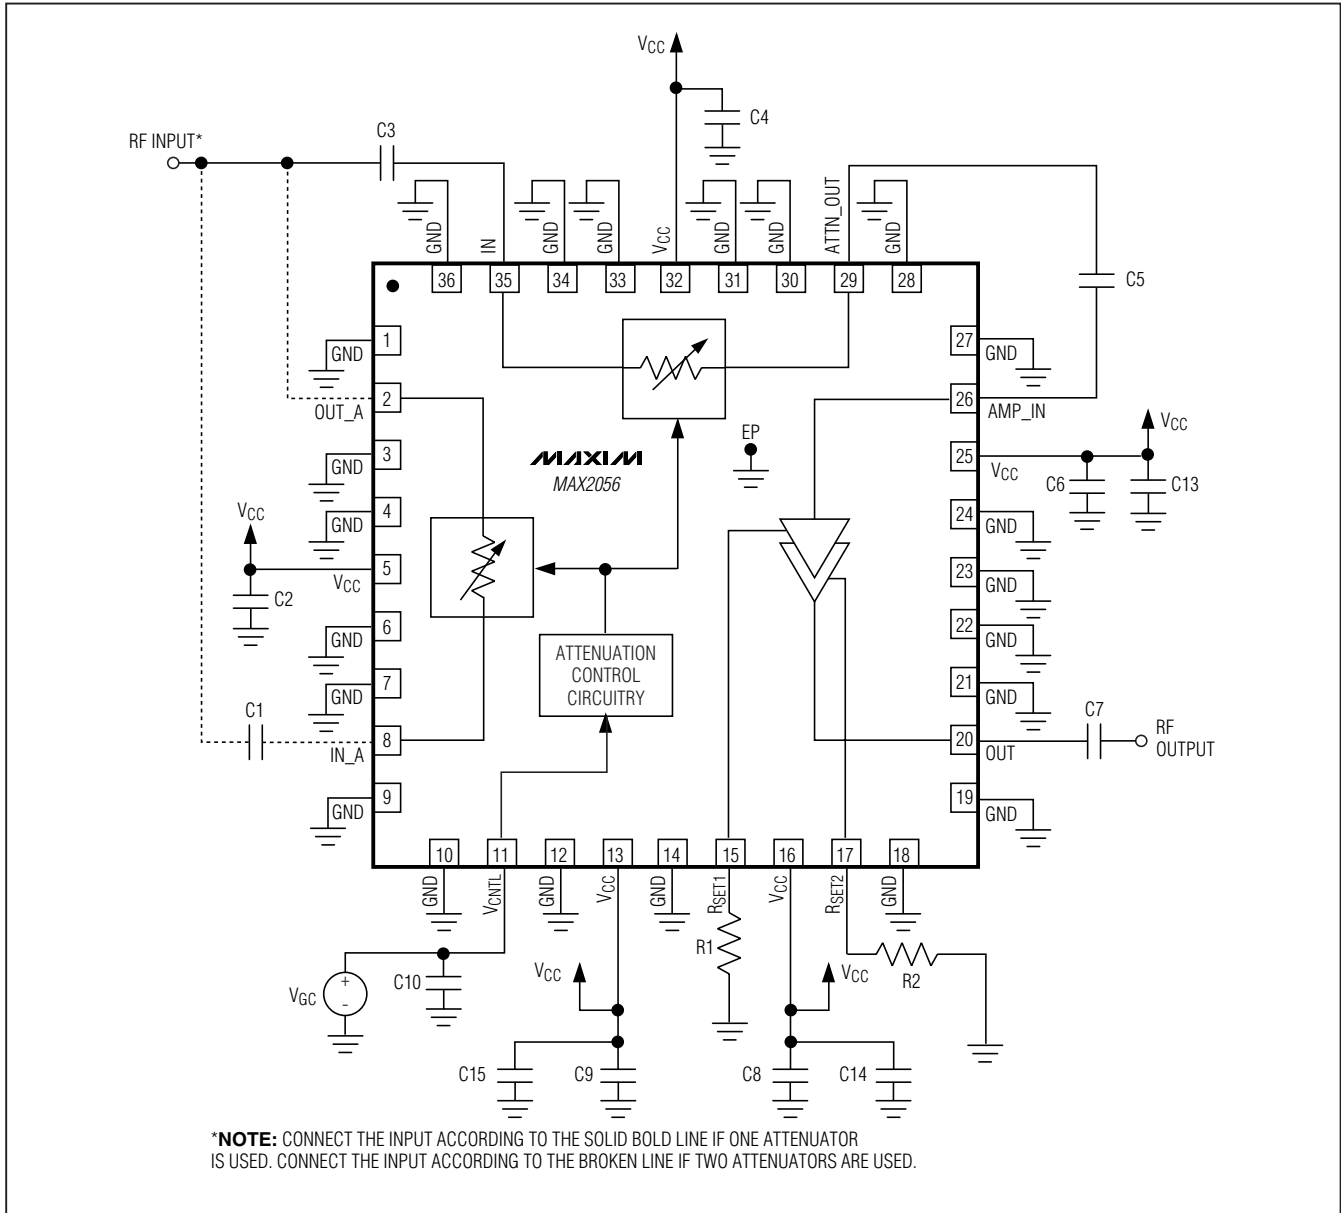 VCC
C4
RF INPUT*
C3
GND
IN
GND
GND
VCC
GND
GND
ATTN_OUT
GND
36
35
34
33
32
31
30
29
28
C5
1
GND
27
GND
2
OUT_A
26
AMP_IN
EP
VCC
3
GND
MAXIM
MAX2056
25
VCC
C6
C13
4
GND
24
GND
VCC
5
VCC
C2
23
GND
6
GND
22
GND
ATTENUATION
CONTROL
CIRCUITRY
7
GND
21
GND
C1
8
IN_A
20
OUT
C7
RF
OUTPUT
9
GND
19
GND
10
11
12
13
14
15
16
17
18
GND
VCNTL
GND
VCC
GND
RSET1
VCC
RSET2
GND
R1
VGC
+
-
C10
VCC
VCC
R2
C15
C9
C8
C14
*NOTE: CONNECT THE INPUT ACCORDING TO THE SOLID BOLD LINE IF ONE ATTENUATOR
IS USED. CONNECT THE INPUT ACCORDING TO THE BROKEN LINE IF TWO ATTENUATORS ARE USED.